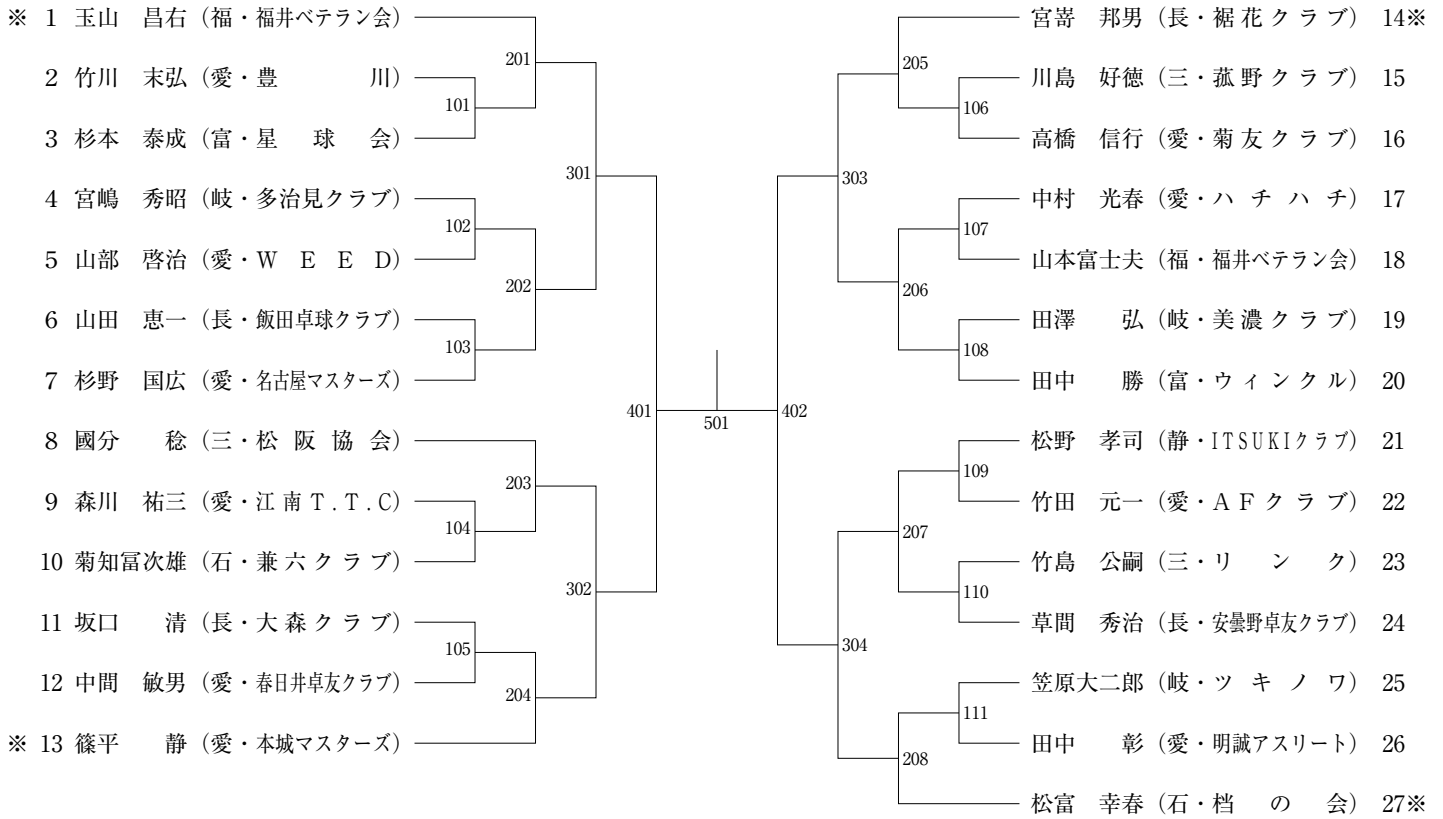 ※ 1 玉山 昌右 (福・福井ベテラン会)
2 竹川 末弘 (愛・豊川)
3 杉本 泰成 (富・星球会)
4 宮嶋 秀昭 (岐・多治見クラブ)
5 山部 啓治 (愛・WEED)
6 山田 恵一 (長・飯田卓球クラブ)
7 杉野 国広 (愛・名古屋マスターズ)
8 國分 稔 (三・松阪協会)
9 森川 祐三 (愛・江南T.T.C)
10 菊知冨次雄 (石・兼六クラブ)
11 坂口 清 (長・大森クラブ)
12 中間 敏男 (愛・春日井卓友クラブ)
※ 13 篠平 静 (愛・本城マスターズ)
101
102
103
104
105
201
202
203
204
301
302
401
501
402
303
304
205
206
207
208
106
107
108
109
110
111
宮嵜 邦男 (長・裾花クラブ) 14※
川島 好徳 (三・菰野クラブ) 15
高橋 信行 (愛・菊友クラブ) 16
中村 光春 (愛・ハチハチ) 17
山本富士夫 (福・福井ベテラン会) 18
田澤 弘 (岐・美濃クラブ) 19
田中 勝 (富・ウィンクル) 20
松野 孝司 (静・ITSUKIクラブ) 21
竹田 元一 (愛・AFクラブ) 22
竹島 公嗣 (三・リンク) 23
草間 秀治 (長・安曇野卓友クラブ) 24
笠原大二郎 (岐・ツキノワ) 25
田中 彰 (愛・明誠アスリート) 26
松富 幸春 (石・档の会) 27※